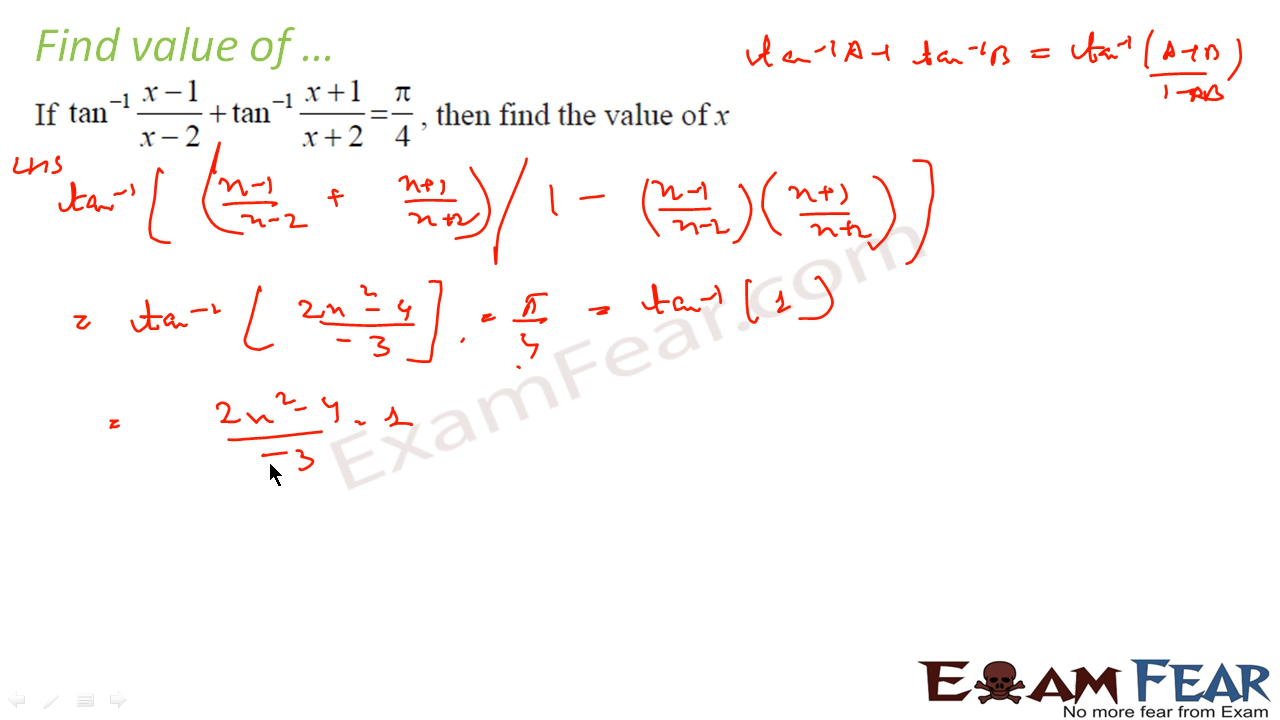 Find value of ...
tan⁻¹A + tan⁻¹B = tan⁻¹(A+B / 1-AB)
If tan⁻¹ (x−1)/(x−2) + tan⁻¹ (x+1)/(x+2) = π/4 , then find the value of x
LHS
tan⁻¹[((x-1)/(x-2) + (x+1)/(x+2)) / 1 - ((x-1)/(x-2))((x+1)/(x+2))]
= tan⁻¹[(2x²-4)/(-3)] = π/4 = tan⁻¹(1)
= (2x²-4)/(-3) = 1
ExamFear.com
EXAM FEAR
No more fear from Exam